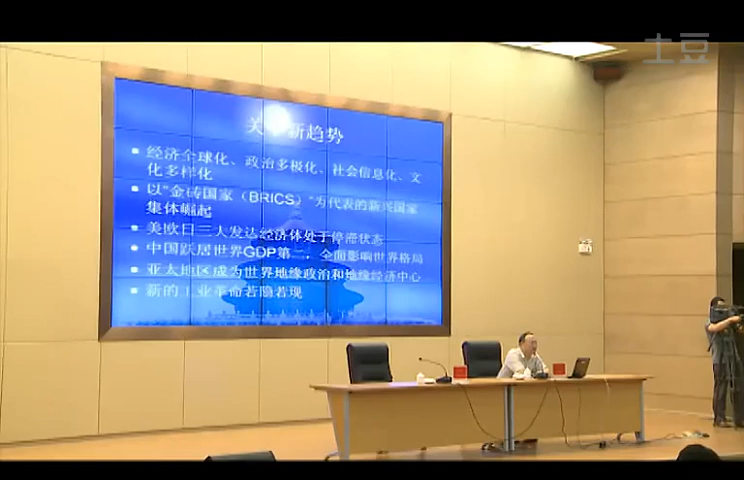 土豆
新趋势
经济全球化、政治多极化、社会信息化、文
化多样化
以“金砖国家（BRICS）”为代表的新兴国家
集体崛起
美欧日三大发达经济体处于停滞状态
中国跃居世界GDP第二，全面影响世界格局
亚太地区成为世界地缘政治和地缘经济中心
新的工业革命若隐若现